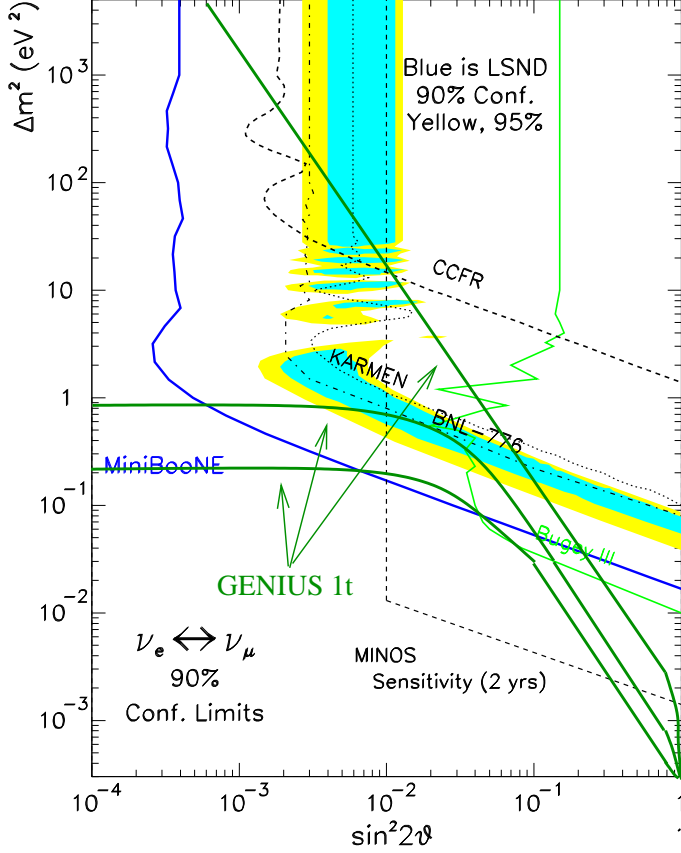 Δm² (eV²)
10³
10²
10
1
10⁻¹
10⁻²
10⁻³
Blue is LSND
90% Conf.
Yellow, 95%
CCFR
KARMEN
BNL−776
MiniBooNE
Bugey III
GENIUS 1t
νe ↔ νμ
90%
Conf. Limits
MINOS
Sensitivity (2 yrs)
10⁻⁴ 10⁻³ 10⁻² 10⁻¹ 1
sin²2ϑ